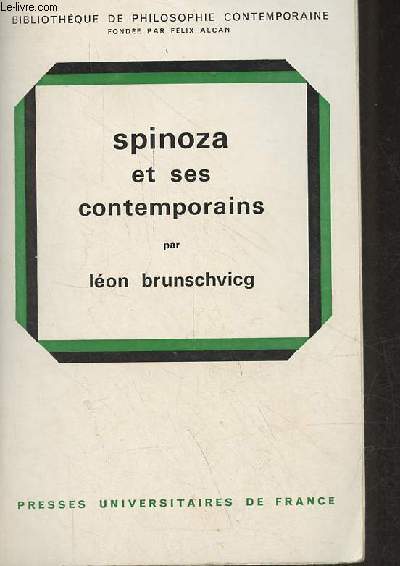 © Le-Livre.com
BIBLIOTHÈQUE DE PHILOSOPHIE CONTEMPORAINE
FONDÉE PAR FÉLIX ALCAN
spinoza
et ses
contemporains
par
léon brunschvicg
PRESSES UNIVERSITAIRES DE FRANCE